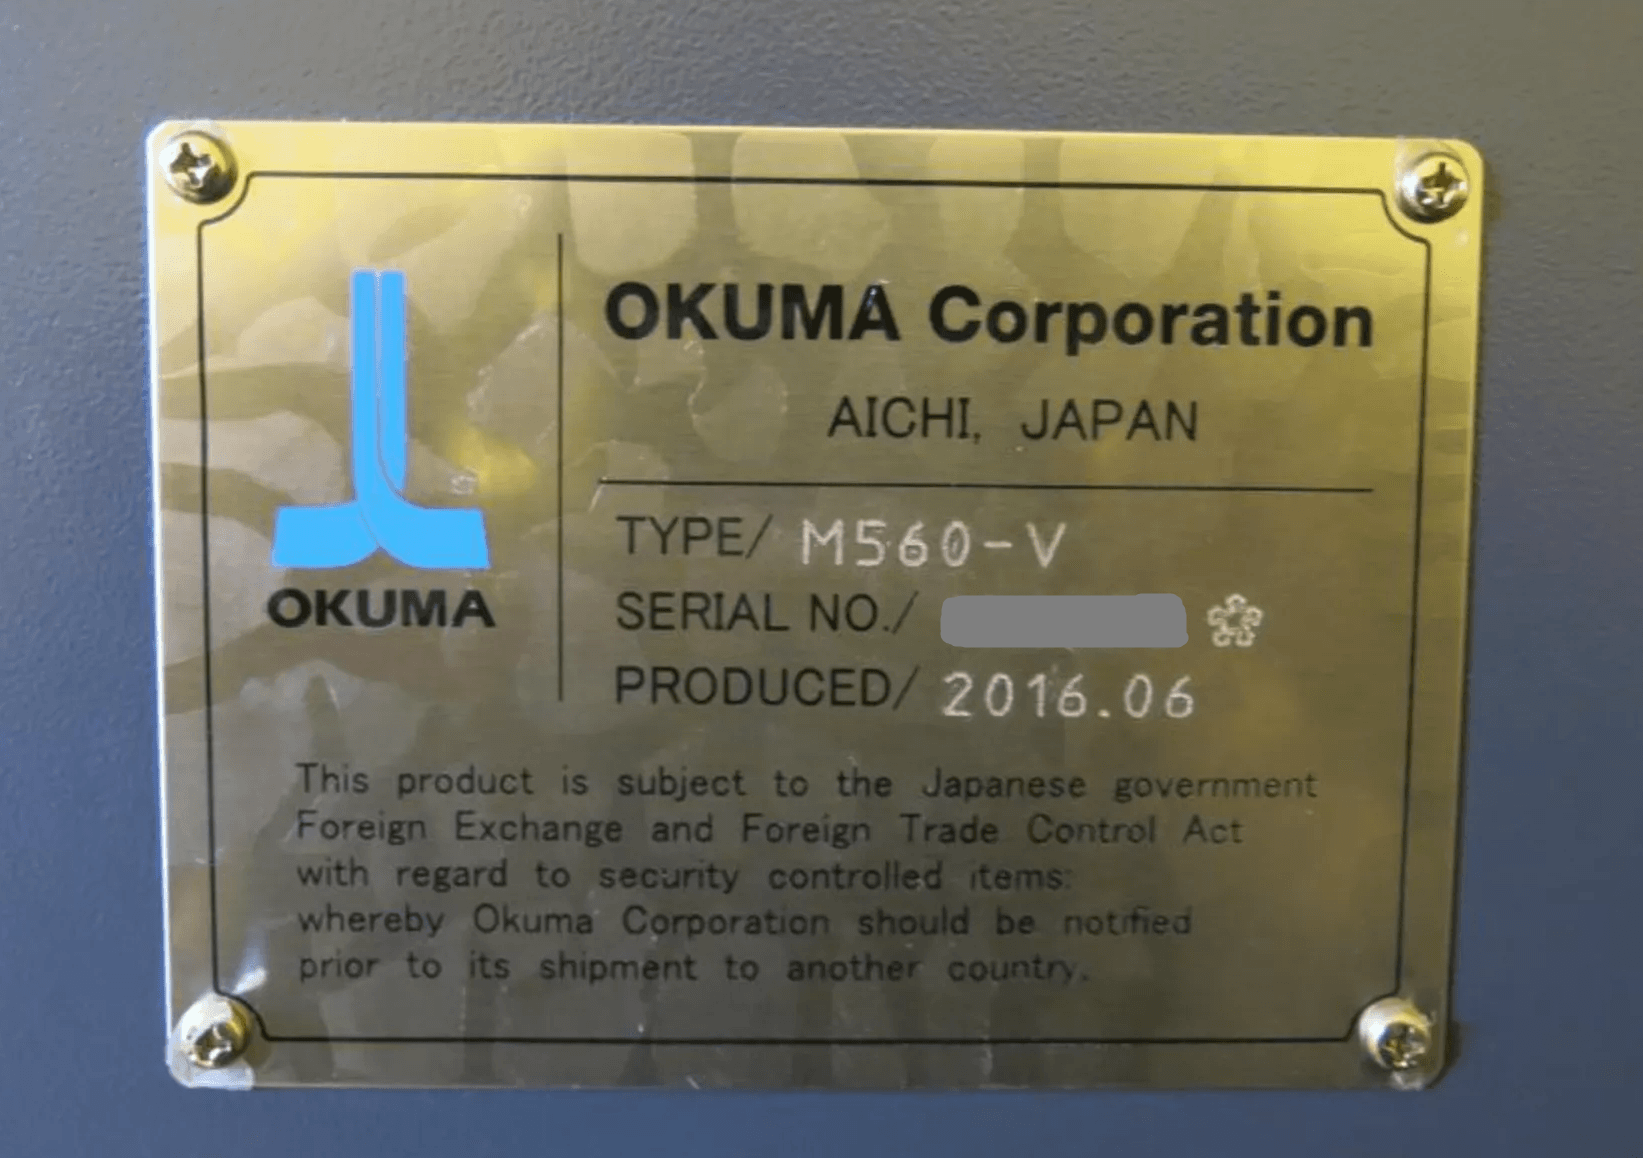 OKUMA
OKUMA Corporation
AICHI, JAPAN
TYPE/ M560-V
SERIAL NO./
PRODUCED/ 2016.06
This product is subject to the Japanese government
Foreign Exchange and Foreign Trade Control Act
with regard to security controlled items:
whereby Okuma Corporation should be notified
prior to its shipment to another country.